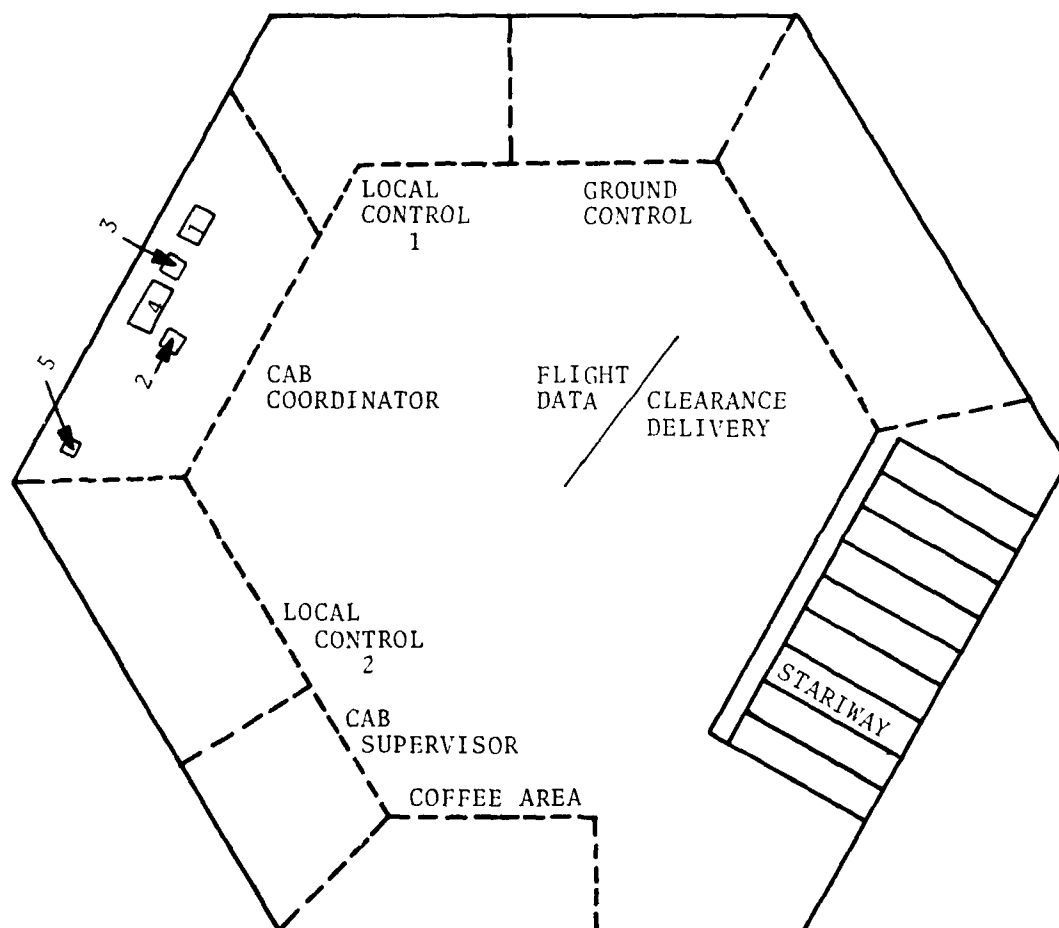 LOCAL
CONTROL
1
GROUND
CONTROL
3
1
4
2
5
CAB
COORDINATOR
FLIGHT
DATA
CLEARANCE
DELIVERY
LOCAL
CONTROL
2
STARIWAY
CAB
SUPERVISOR
COFFEE AREA